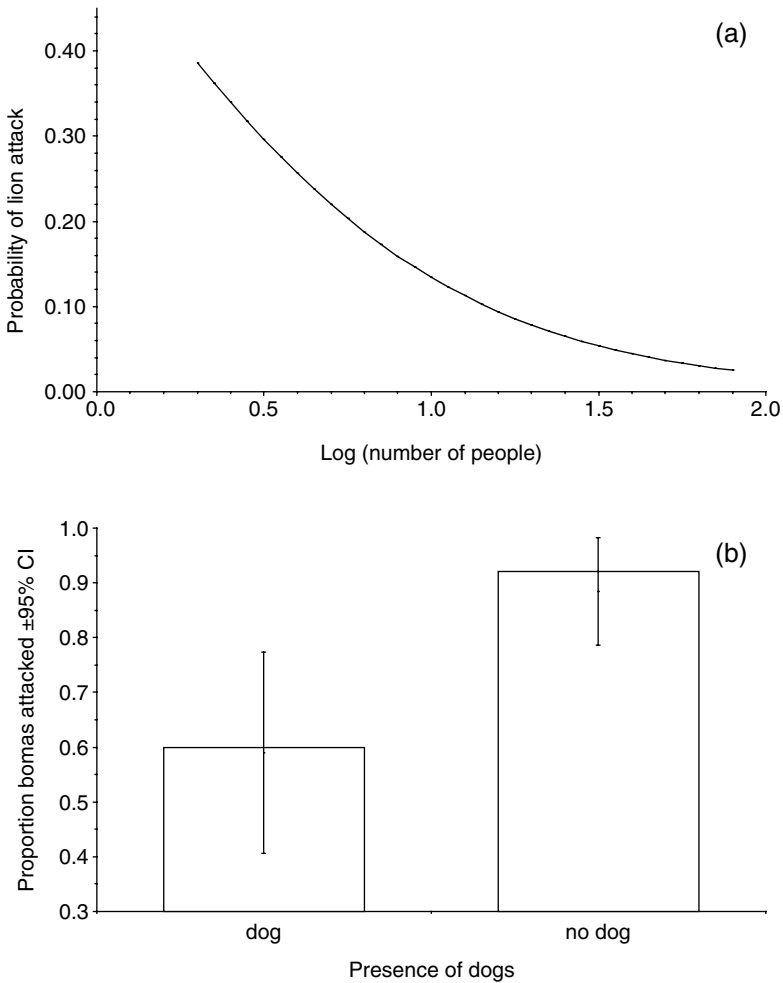 (a)
Probability of lion attack
0.40
0.30
0.20
0.10
0.00
0.0 0.5 1.0 1.5 2.0
Log (number of people)
(b)
Proportion bomas attacked ±95% CI
1.0
0.9
0.8
0.7
0.6
0.5
0.4
0.3
dog no dog
Presence of dogs